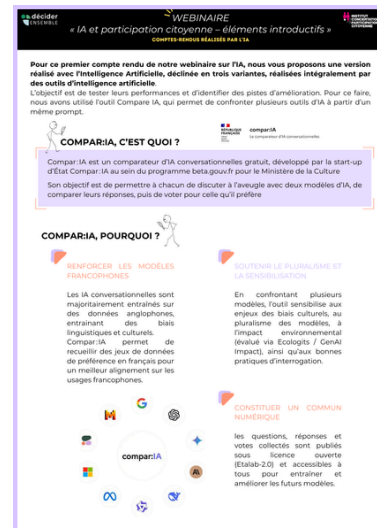 décider
ENSEMBLE
WEBINAIRE
« IA et participation citoyenne – éléments introductifs »
COMPTES-RENDUS RÉALISÉS PAR L'IA
INSTITUT
CONCERTATION
PARTICIPATION
CITOYENNE
Pour ce premier compte rendu de notre webinaire sur l'IA, nous vous proposons une version
réalisé avec l'Intelligence Artificielle, déclinée en trois variantes, réalisées intégralement par
des outils d'intelligence artificielle.
L'objectif est de tester leurs performances et d'identifier des pistes d'amélioration. Pour ce faire,
nous avons utilisé l'outil Compare IA, qui permet de confronter plusieurs outils d'IA à partir d'un
même prompt.
COMPAR:IA, C'EST QUOI ?
RÉPUBLIQUE
FRANÇAISE
compar:IA
Le comparateur d'IA conversationnelles
Compar:IA est un comparateur d'IA conversationnelles gratuit, développé par la start-up
d'État Compar:IA au sein du programme beta.gouv.fr pour le Ministère de la Culture
Son objectif est de permettre à chacun de discuter à l'aveugle avec deux modèles d'IA, de
comparer leurs réponses, puis de voter pour celle qu'il préfère
COMPAR:IA, POURQUOI ?
RENFORCER LES MODÈLES
FRANCOPHONES
Les IA conversationnelles sont
majoritairement entraînés sur
des données anglophones,
entrainant des biais
linguistiques et culturels.
Compar:IA permet de
recueillir des jeux de données
de préférence en français pour
un meilleur alignement sur les
usages francophones.
SOUTENIR LE PLURALISME ET
LA SENSIBILISATION
En confrontant plusieurs
modèles, l'outil sensibilise aux
enjeux des biais culturels, au
pluralisme des modèles, à
l'impact environnemental
(évalué via Ecologits / GenAI
Impact), ainsi qu'aux bonnes
pratiques d'interrogation.
compar:IA
CONSTITUER UN COMMUN
NUMÉRIQUE
les questions, réponses et
votes collectés sont publiés
sous licence ouverte
(Etalab-2.0) et accessibles à
tous pour entraîner et
améliorer les futurs modèles.